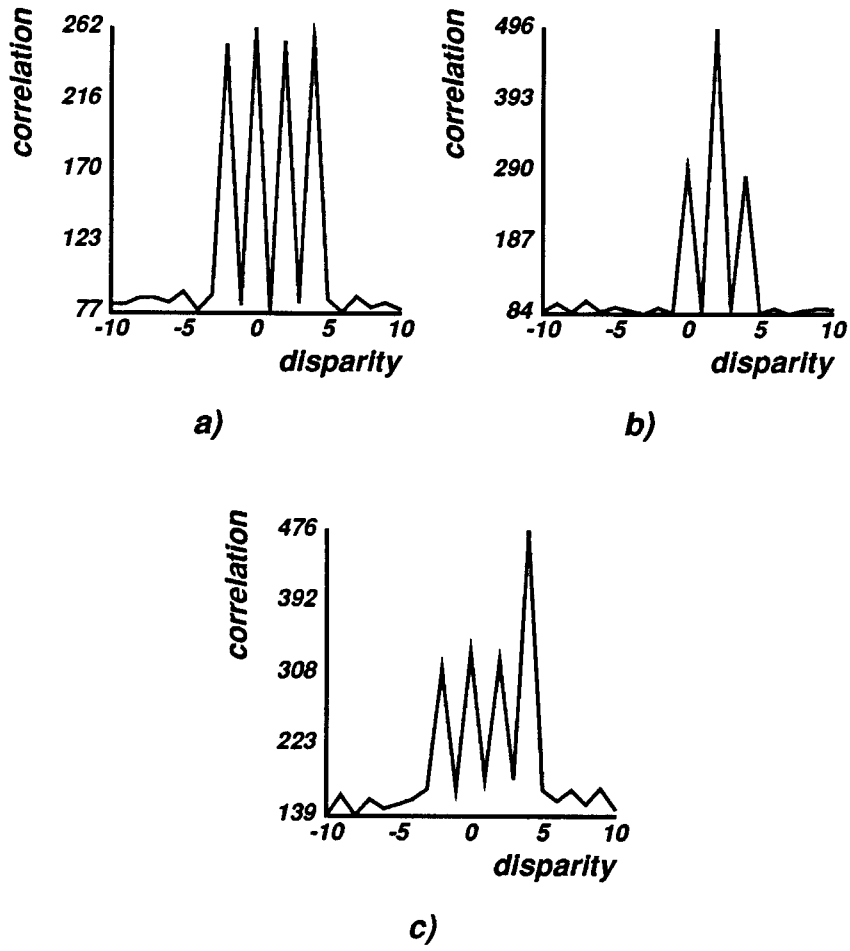 correlation
262
216
170
123
77
-10 -5 0 5 10
disparity
a)
correlation
496
393
290
187
84
-10 -5 0 5 10
disparity
b)
correlation
476
392
308
223
139
-10 -5 0 5 10
disparity
c)